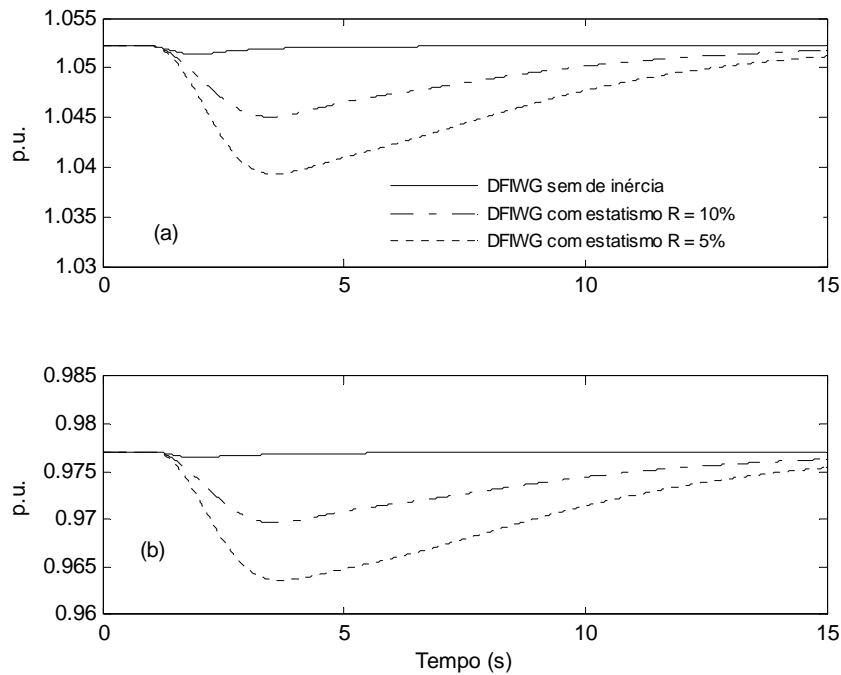 1.055
1.05
1.045
1.04
1.035
1.03
p.u.
DFIWG sem de inércia
DFIWG com estatismo R = 10%
DFIWG com estatismo R = 5%
(a)
0 5 10 15
0.985
0.98
0.975
0.97
0.965
0.96
p.u.
(b)
0 5 10 15
Tempo (s)